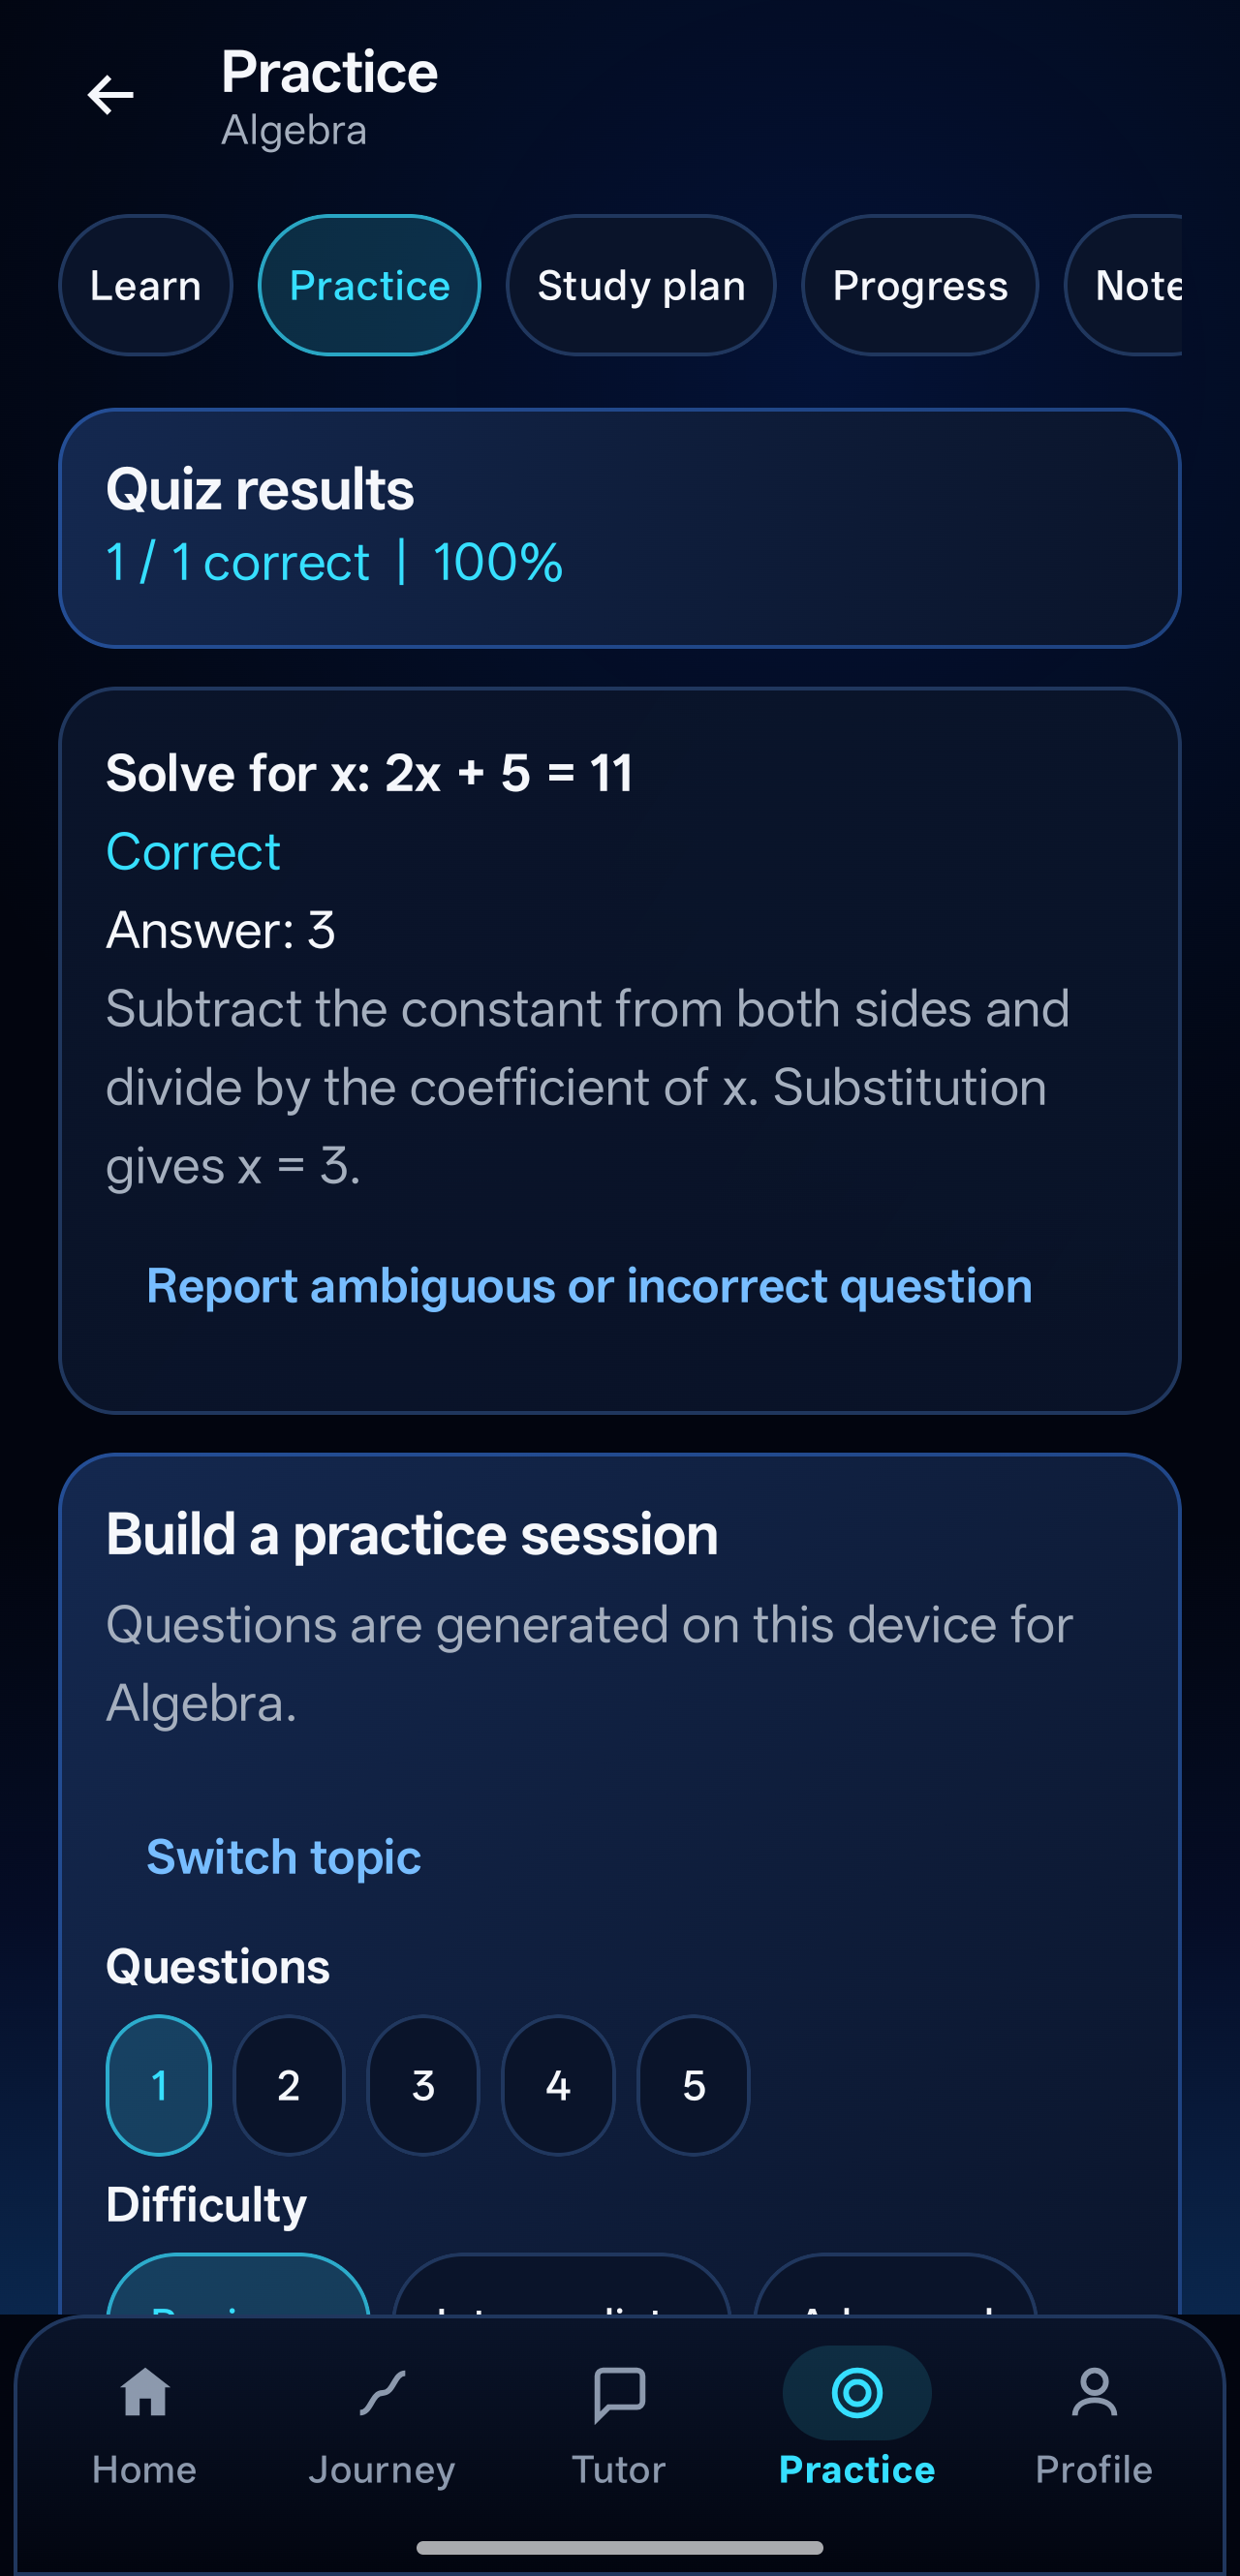 Practice
Algebra
Learn
Practice
Study plan
Progress
Note
Quiz results
1 / 1 correct | 100%
Solve for x: 2x + 5 = 11
Correct
Answer: 3
Subtract the constant from both sides and
divide by the coefficient of x. Substitution
gives x = 3.
Report ambiguous or incorrect question
Build a practice session
Questions are generated on this device for
Algebra.
Switch topic
Questions
1
2
3
4
5
Difficulty
Home
Journey
Tutor
Practice
Profile